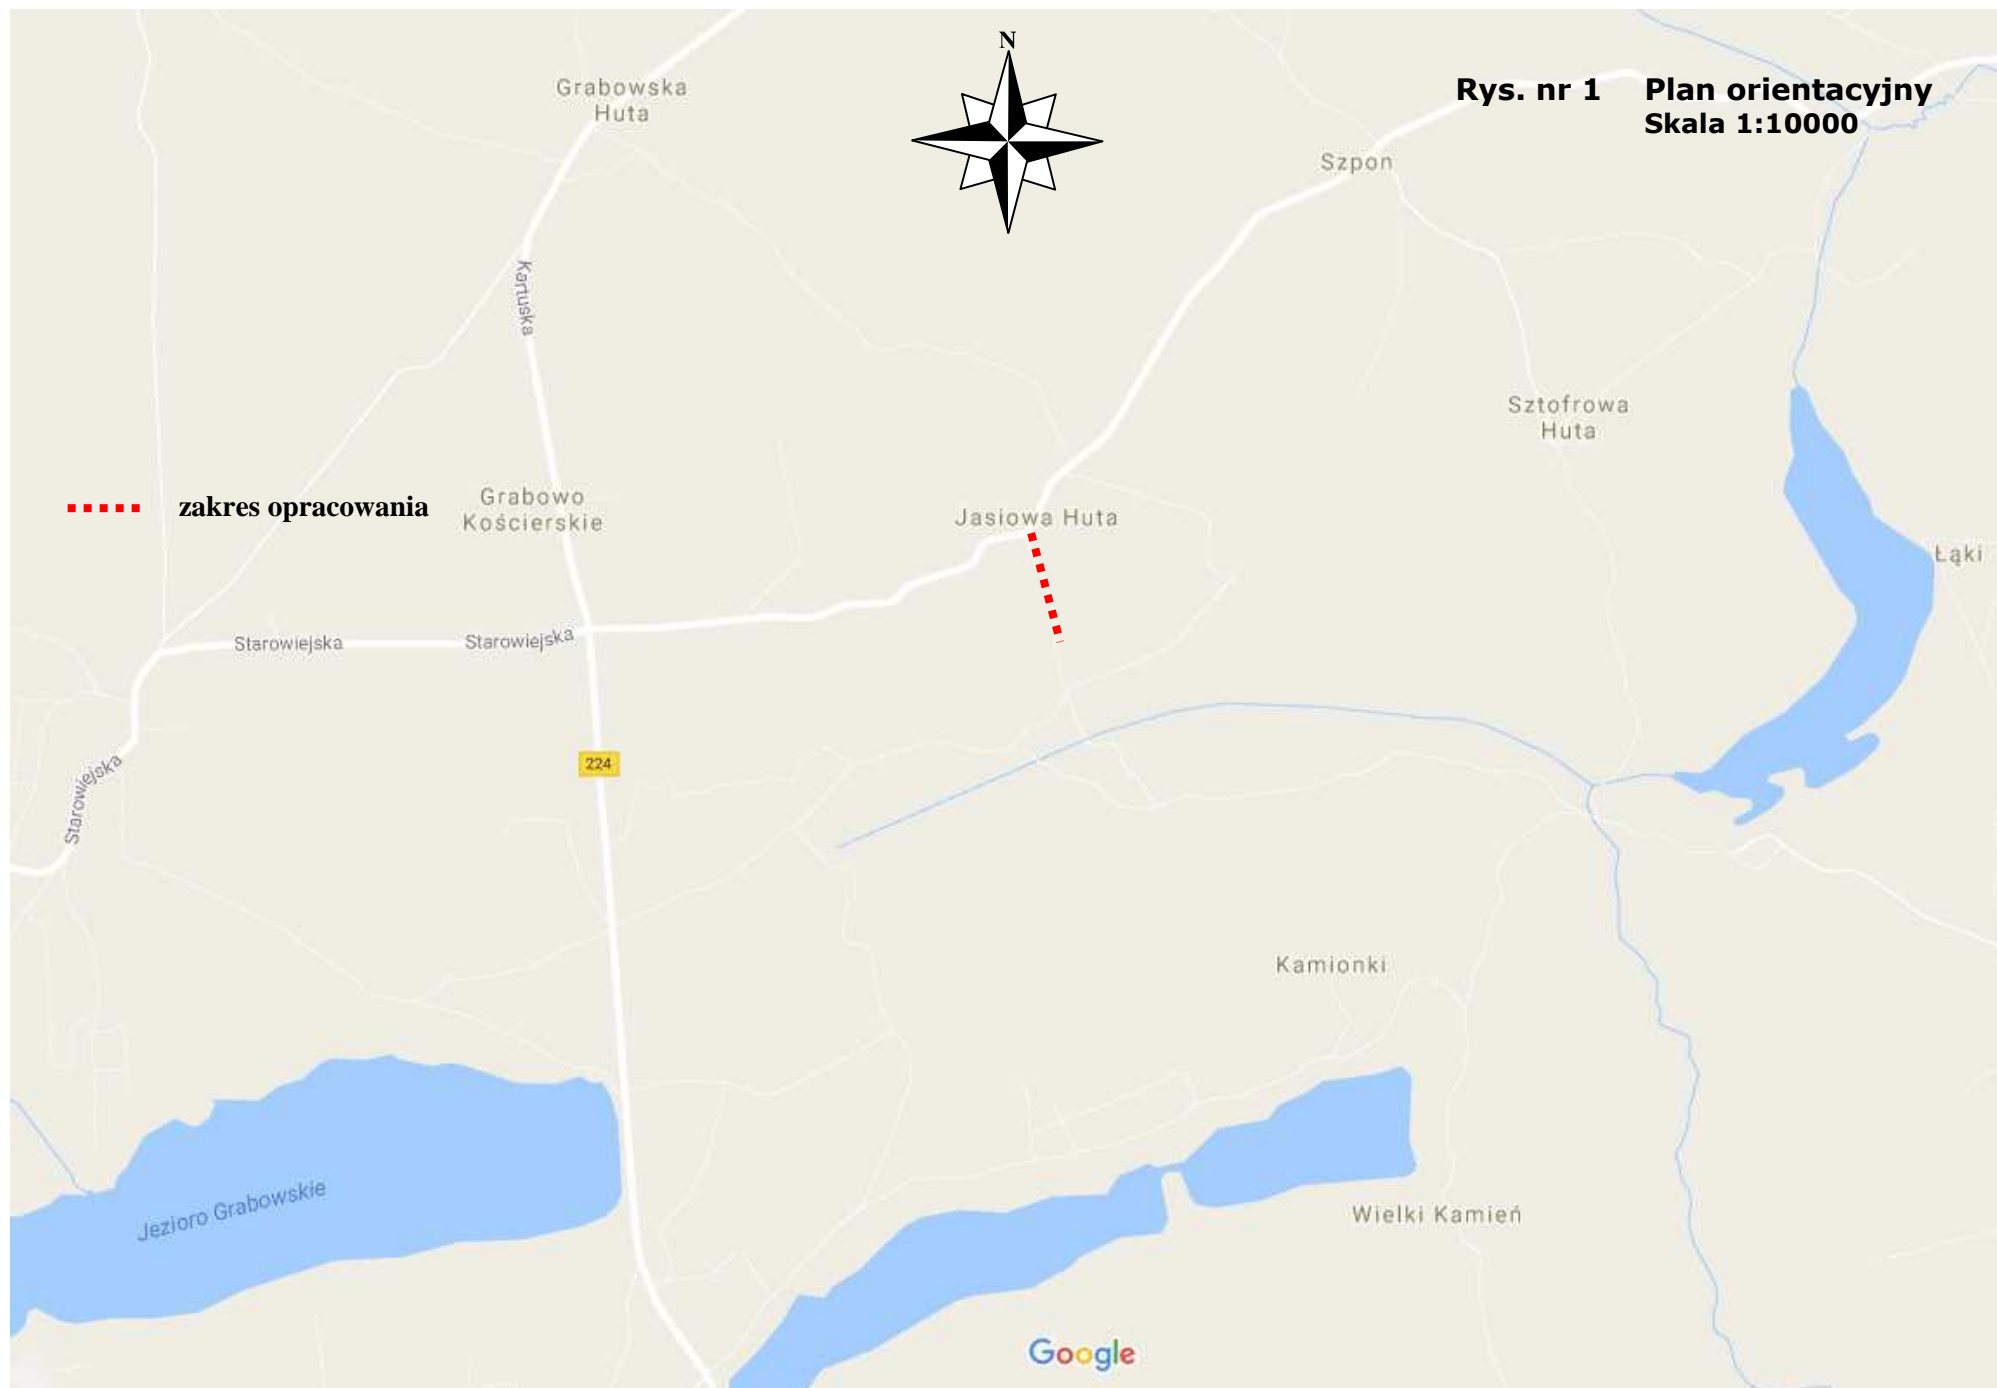 N
Rys. nr 1 Plan orientacyjny
Skala 1:10000
Grabowska
Huta
Szpon
Kartuska
Sztofrowa
Huta
zakres opracowania
Grabowo
Kościerskie
Jasiowa Huta
Łąki
Starowiejska
Starowiejska
Starowiejska
224
Kamionki
Jezioro Grabowskie
Wielki Kamień
Google